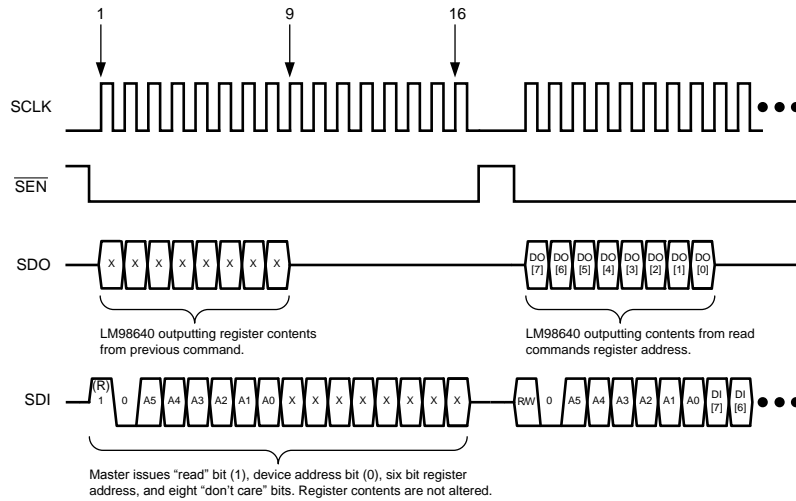 1 9 16
SCLK
SEN
SDO X X X X X X X X DO[7] DO[6] DO[5] DO[4] DO[3] DO[2] DO[1] DO[0]
LM98640 outputting register contents
from previous command.
LM98640 outputting contents from read
commands register address.
SDI (R) 1 0 A5 A4 A3 A2 A1 A0 X X X X X X X X R/W 0 A5 A4 A3 A2 A1 A0 DI[7] DI[6]
Master issues “read” bit (1), device address bit (0), six bit register
address, and eight “don’t care” bits. Register contents are not altered.